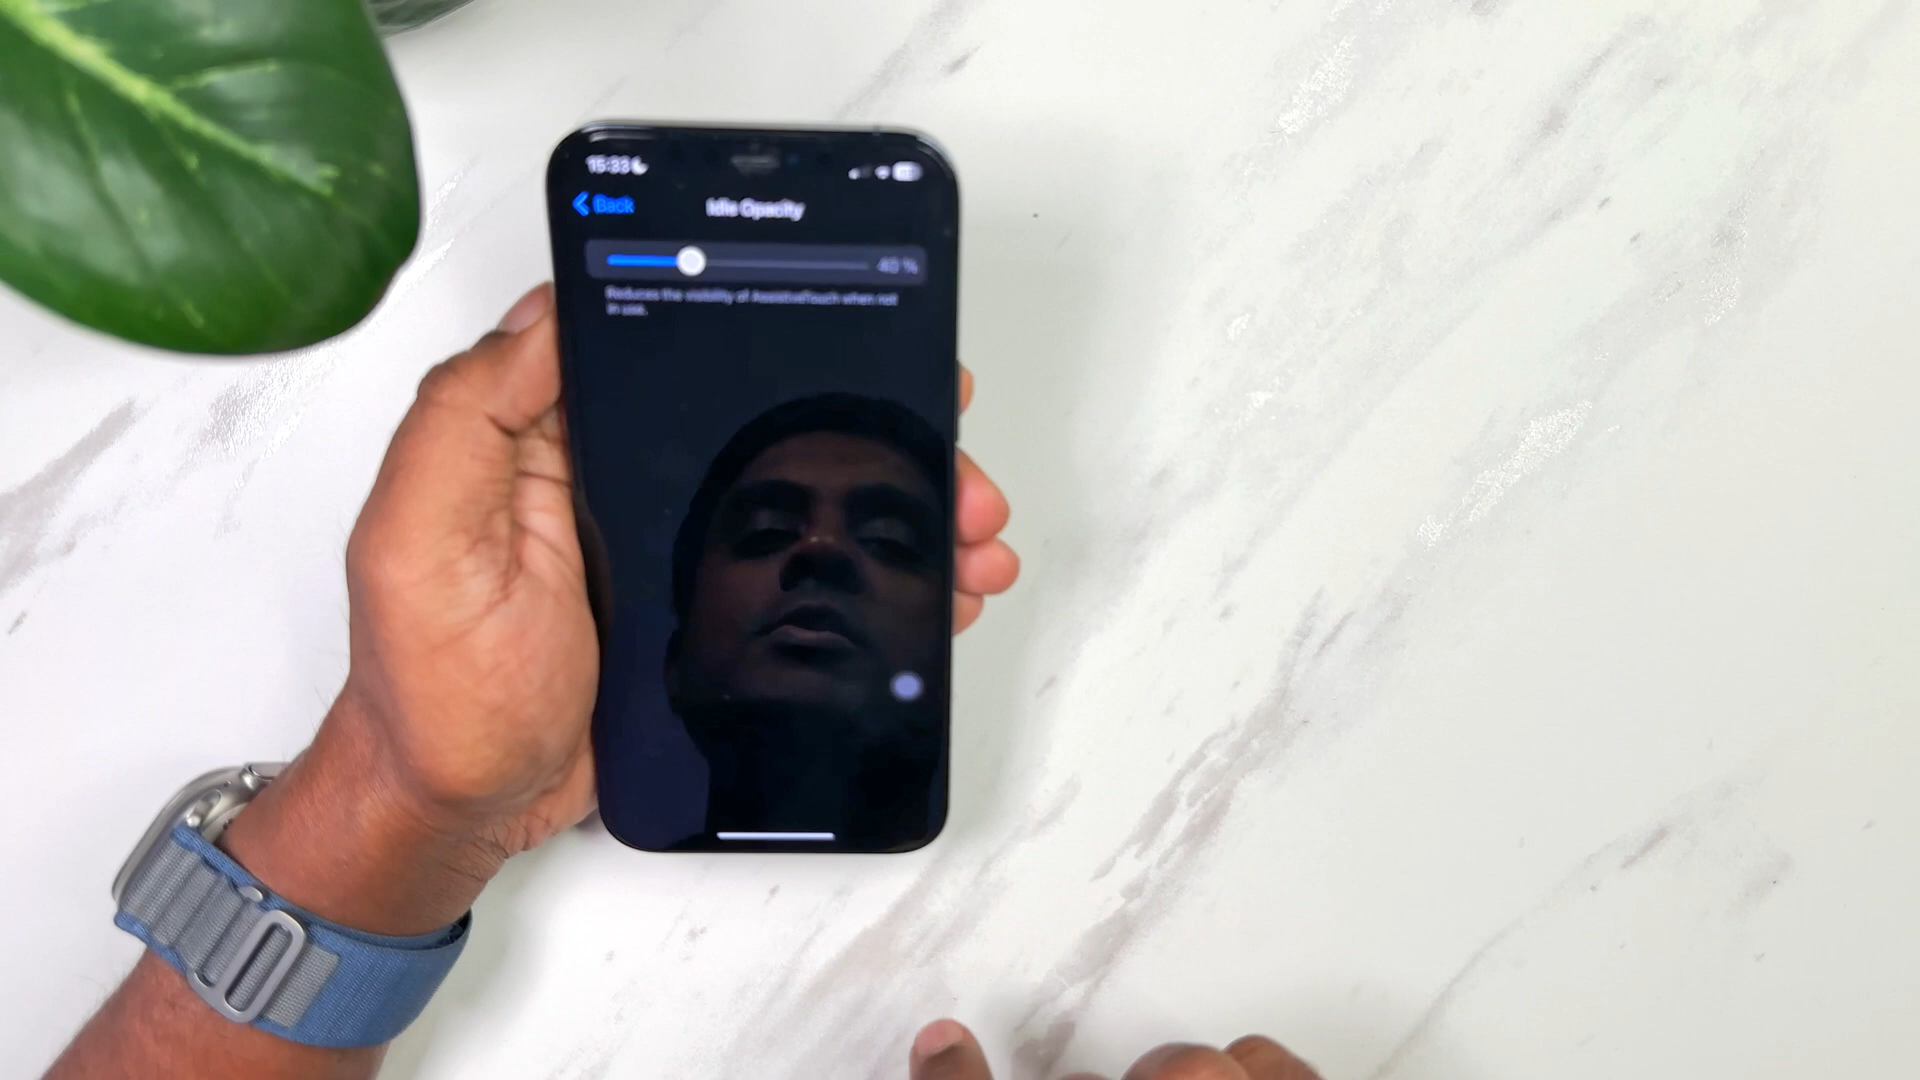 15:33
Back
Idle Opacity
40 %
Reduces the visibility of AssistiveTouch when not
in use.